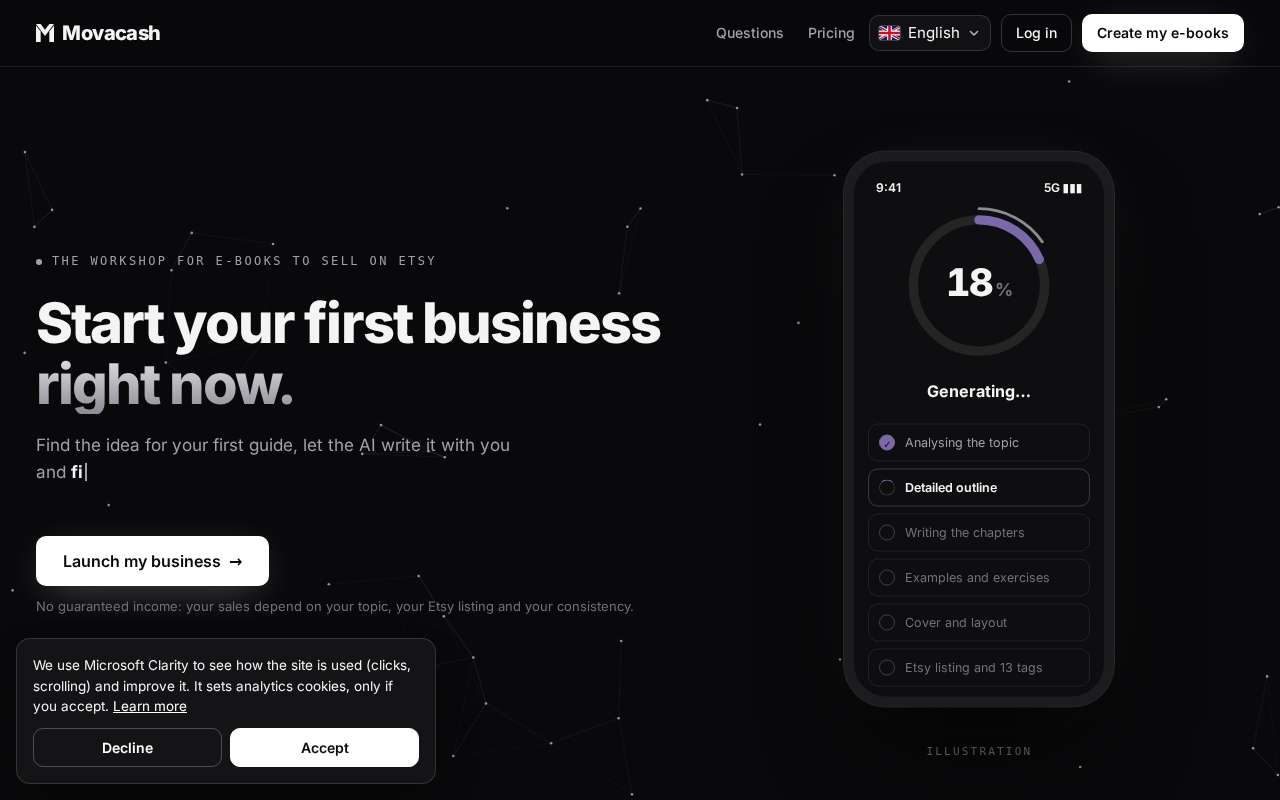 Movacash
Questions
Pricing
English
Log in
Create my e-books
THE WORKSHOP FOR E-BOOKS TO SELL ON ETSY
Start your first business
right now.
Find the idea for your first guide, let the AI write it with you
and fi
Launch my business →
No guaranteed income: your sales depend on your topic, your Etsy listing and your consistency.
We use Microsoft Clarity to see how the site is used (clicks,
scrolling) and improve it. It sets analytics cookies, only if
you accept. Learn more
Decline
Accept
9:41
5G
18%
Generating...
Analysing the topic
Detailed outline
Writing the chapters
Examples and exercises
Cover and layout
Etsy listing and 13 tags
ILLUSTRATION